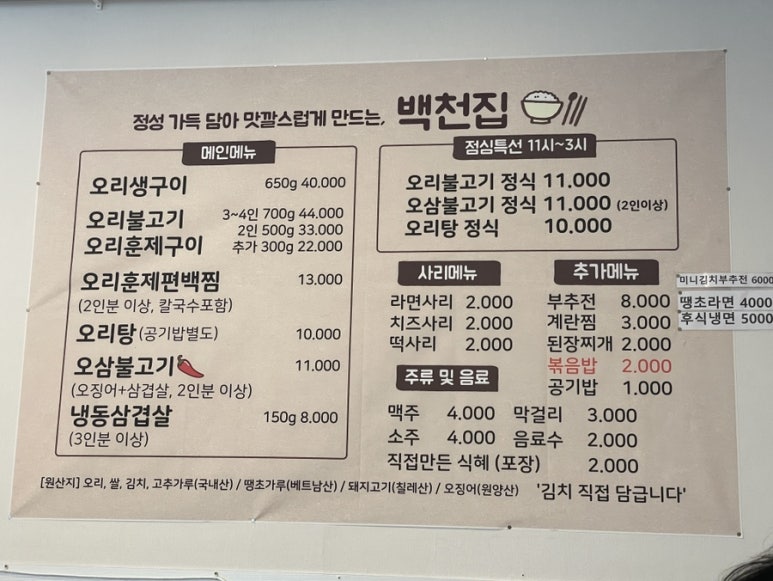 정성 가득 담아 맛깔스럽게 만드는, 백천집
메인메뉴
오리생구이 650g 40.000
오리불고기 3~4인 700g 44.000
2인 500g 33.000
오리훈제구이 추가 300g 22.000
오리훈제편백찜 13.000
(2인분 이상, 칼국수포함)
오리탕 (공기밥별도) 10.000
오삼불고기 11.000
(오징어+삼겹살, 2인분 이상)
냉동삼겹살 150g 8.000
(3인분 이상)
점심특선 11시~3시
오리불고기 정식 11.000
오삼불고기 정식 11.000 (2인이상)
오리탕 정식 10.000
사리메뉴
라면사리 2.000
치즈사리 2.000
떡사리 2.000
추가메뉴
부추전 8.000
계란찜 3.000
된장찌개 2.000
볶음밥 2.000
공기밥 1.000
미니김치부추전 6000
땡초라면 4000
후식냉면 5000
주류 및 음료
맥주 4.000 막걸리 3.000
소주 4.000 음료수 2.000
직접만든 식혜 (포장) 2.000
[원산지] 오리, 쌀, 김치, 고추가루(국내산) / 땡초가루(베트남산) / 돼지고기(칠레산) / 오징어(원양산) '김치 직접 담급니다'